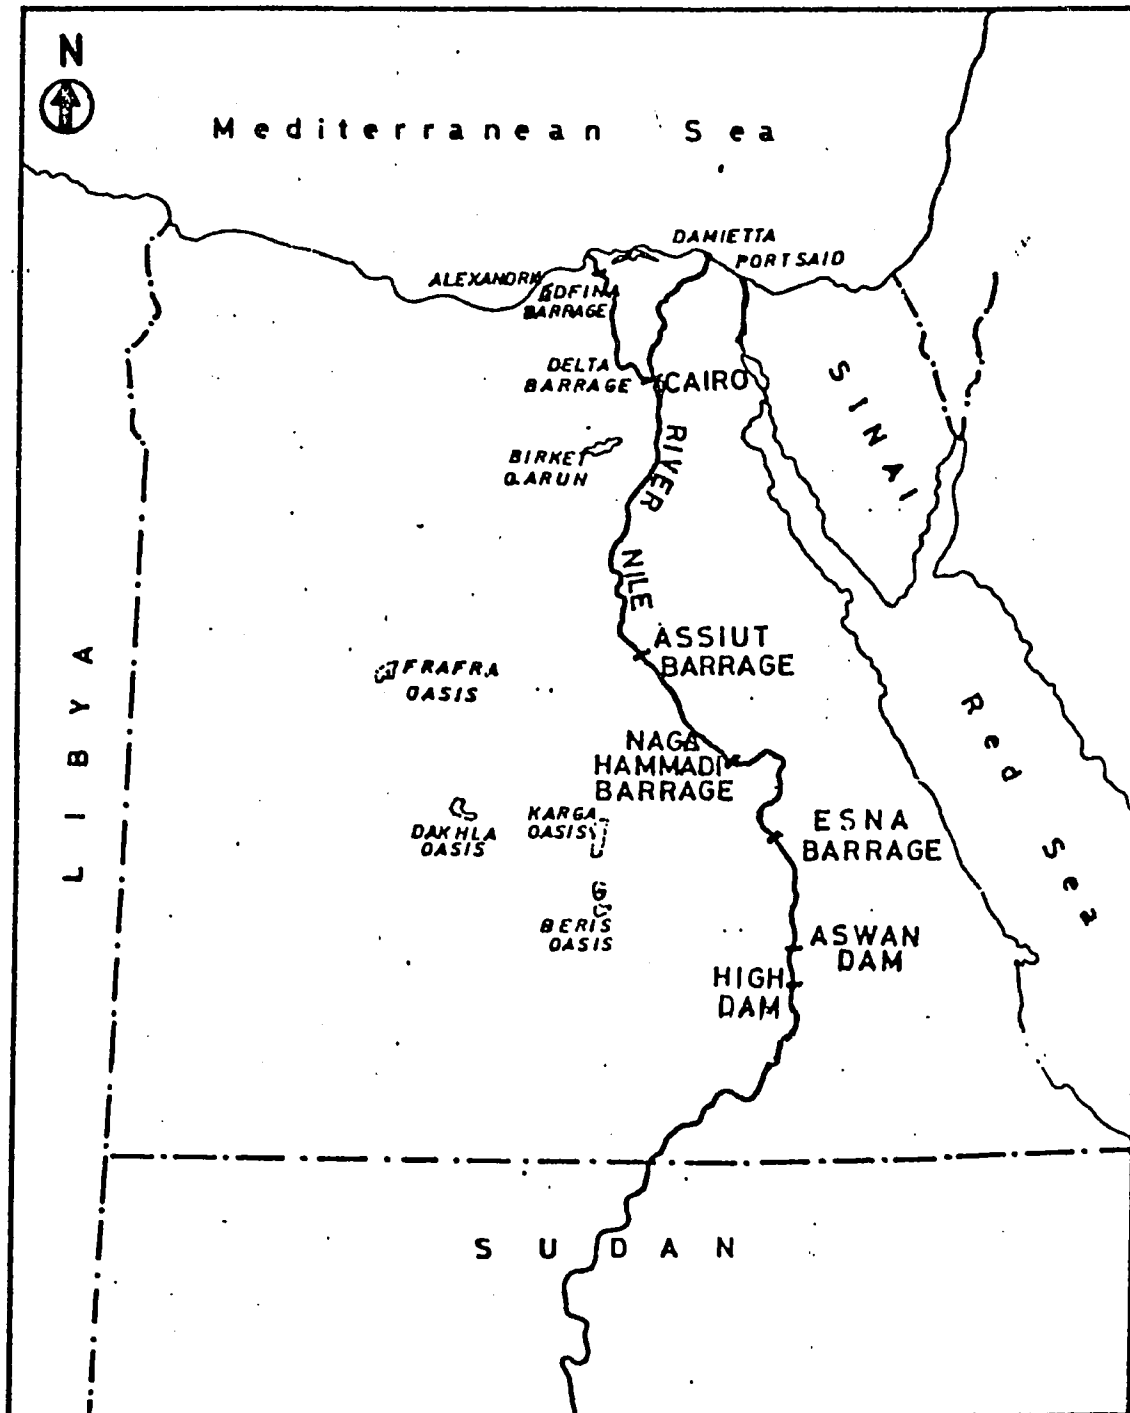 N
Mediterranean Sea
DAMIETTA
PORT SAID
ALEXANDRIA
EDFINA
BARRAGE
DELTA
BARRAGE
CAIRO
SINAI
BIRKET
QARUN
RIVER
NILE
ASSIUT
BARRAGE
FRAFRA
OASIS
LIBYA
Red Sea
NAGA
HAMMADI
BARRAGE
KARGA
OASIS
DAKHLA
OASIS
ESNA
BARRAGE
BERIS
OASIS
ASWAN
DAM
HIGH
DAM
SUDAN